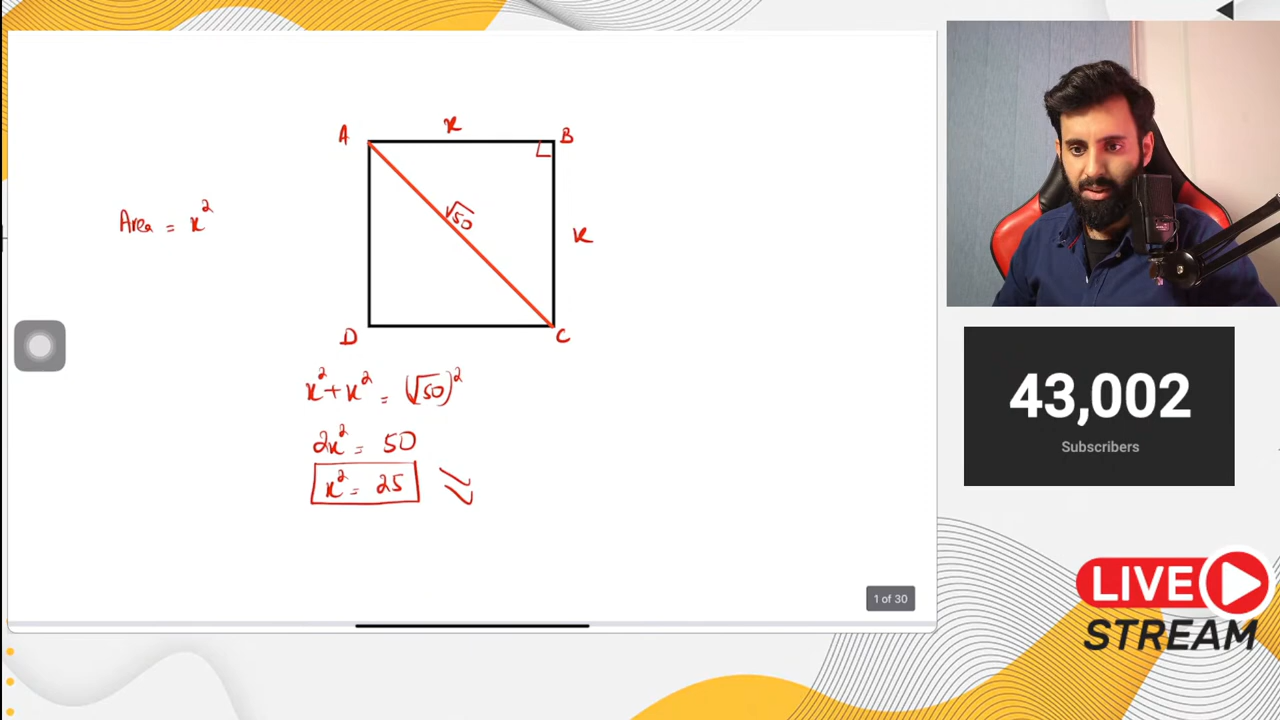 A
x
B
√50
x
Area = x²
D
C
x² + x² = (√50)²
2x² = 50
x² = 25
1 of 30
43,002
Subscribers
LIVE
STREAM